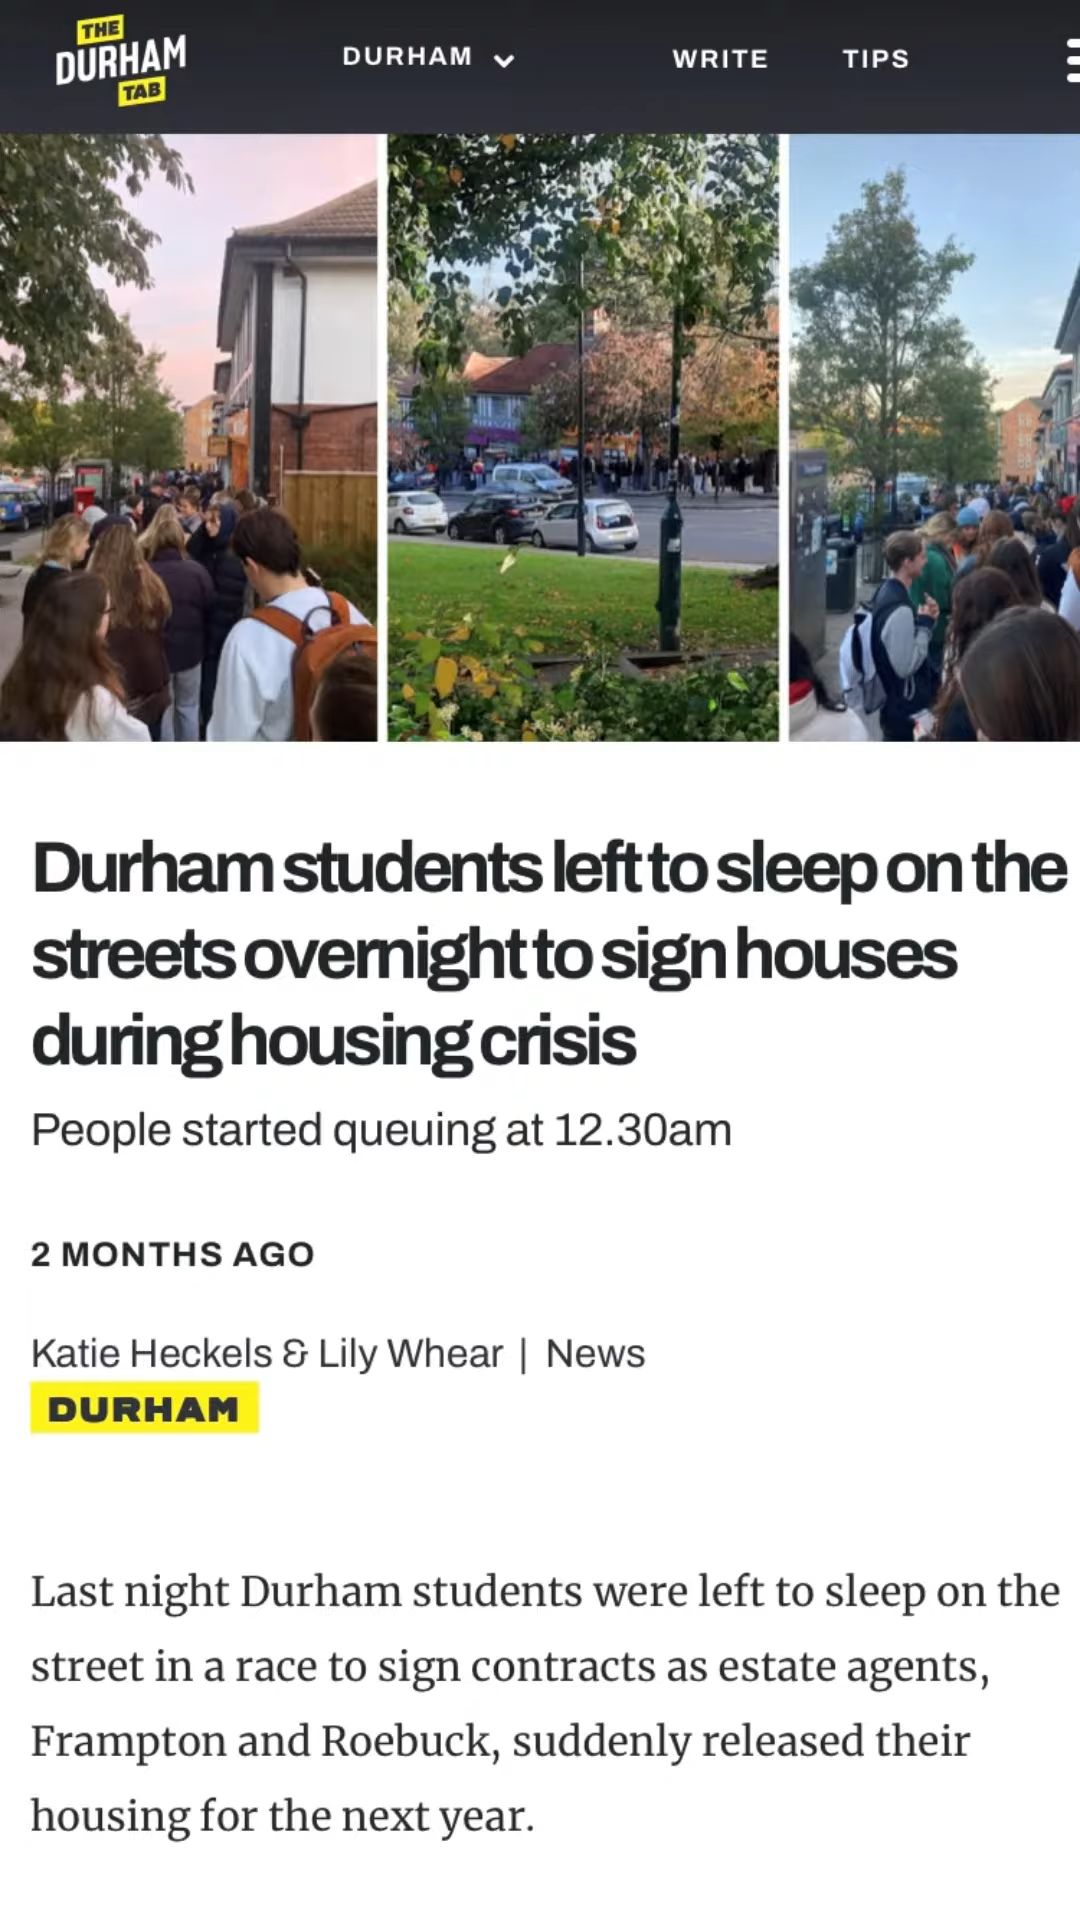 THE
DURHAM
TAB
DURHAM
WRITE
TIPS
Durham students left to sleep on the
streets overnight to sign houses
during housing crisis
People started queuing at 12.30am
2 MONTHS AGO
Katie Heckels & Lily Whear | News
DURHAM
Last night Durham students were left to sleep on the
street in a race to sign contracts as estate agents,
Frampton and Roebuck, suddenly released their
housing for the next year.